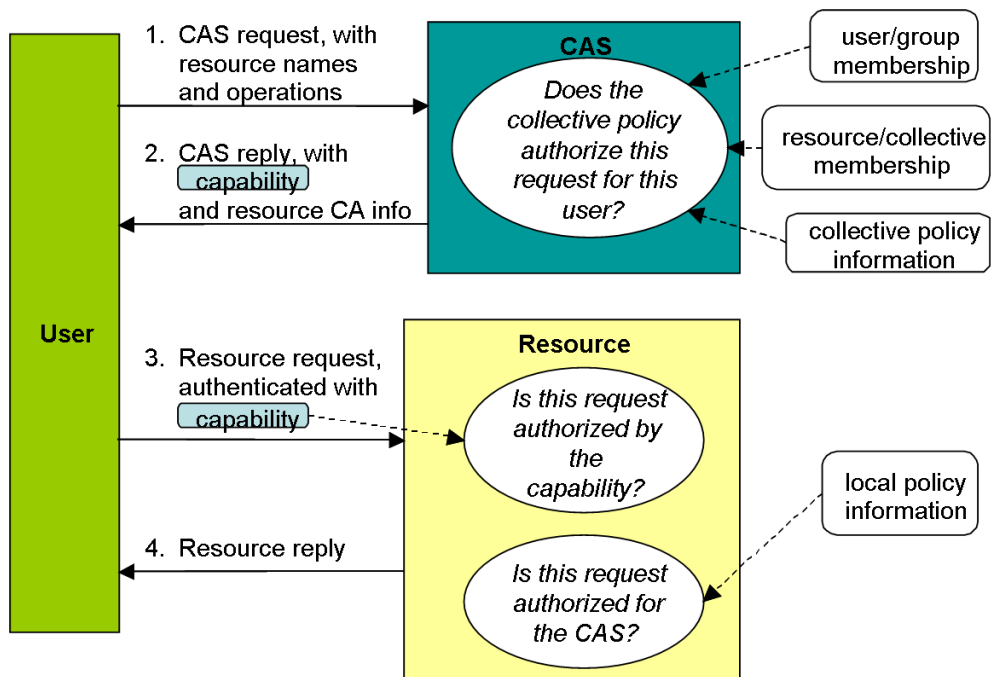 1. CAS request, with
resource names
and operations
2. CAS reply, with
capability
and resource CA info
User
3. Resource request,
authenticated with
capability
4. Resource reply
CAS
Does the
collective policy
authorize this
request for this
user?
user/group
membership
resource/collective
membership
collective policy
information
Resource
Is this request
authorized by
the
capability?
Is this request
authorized for
the CAS?
local policy
information